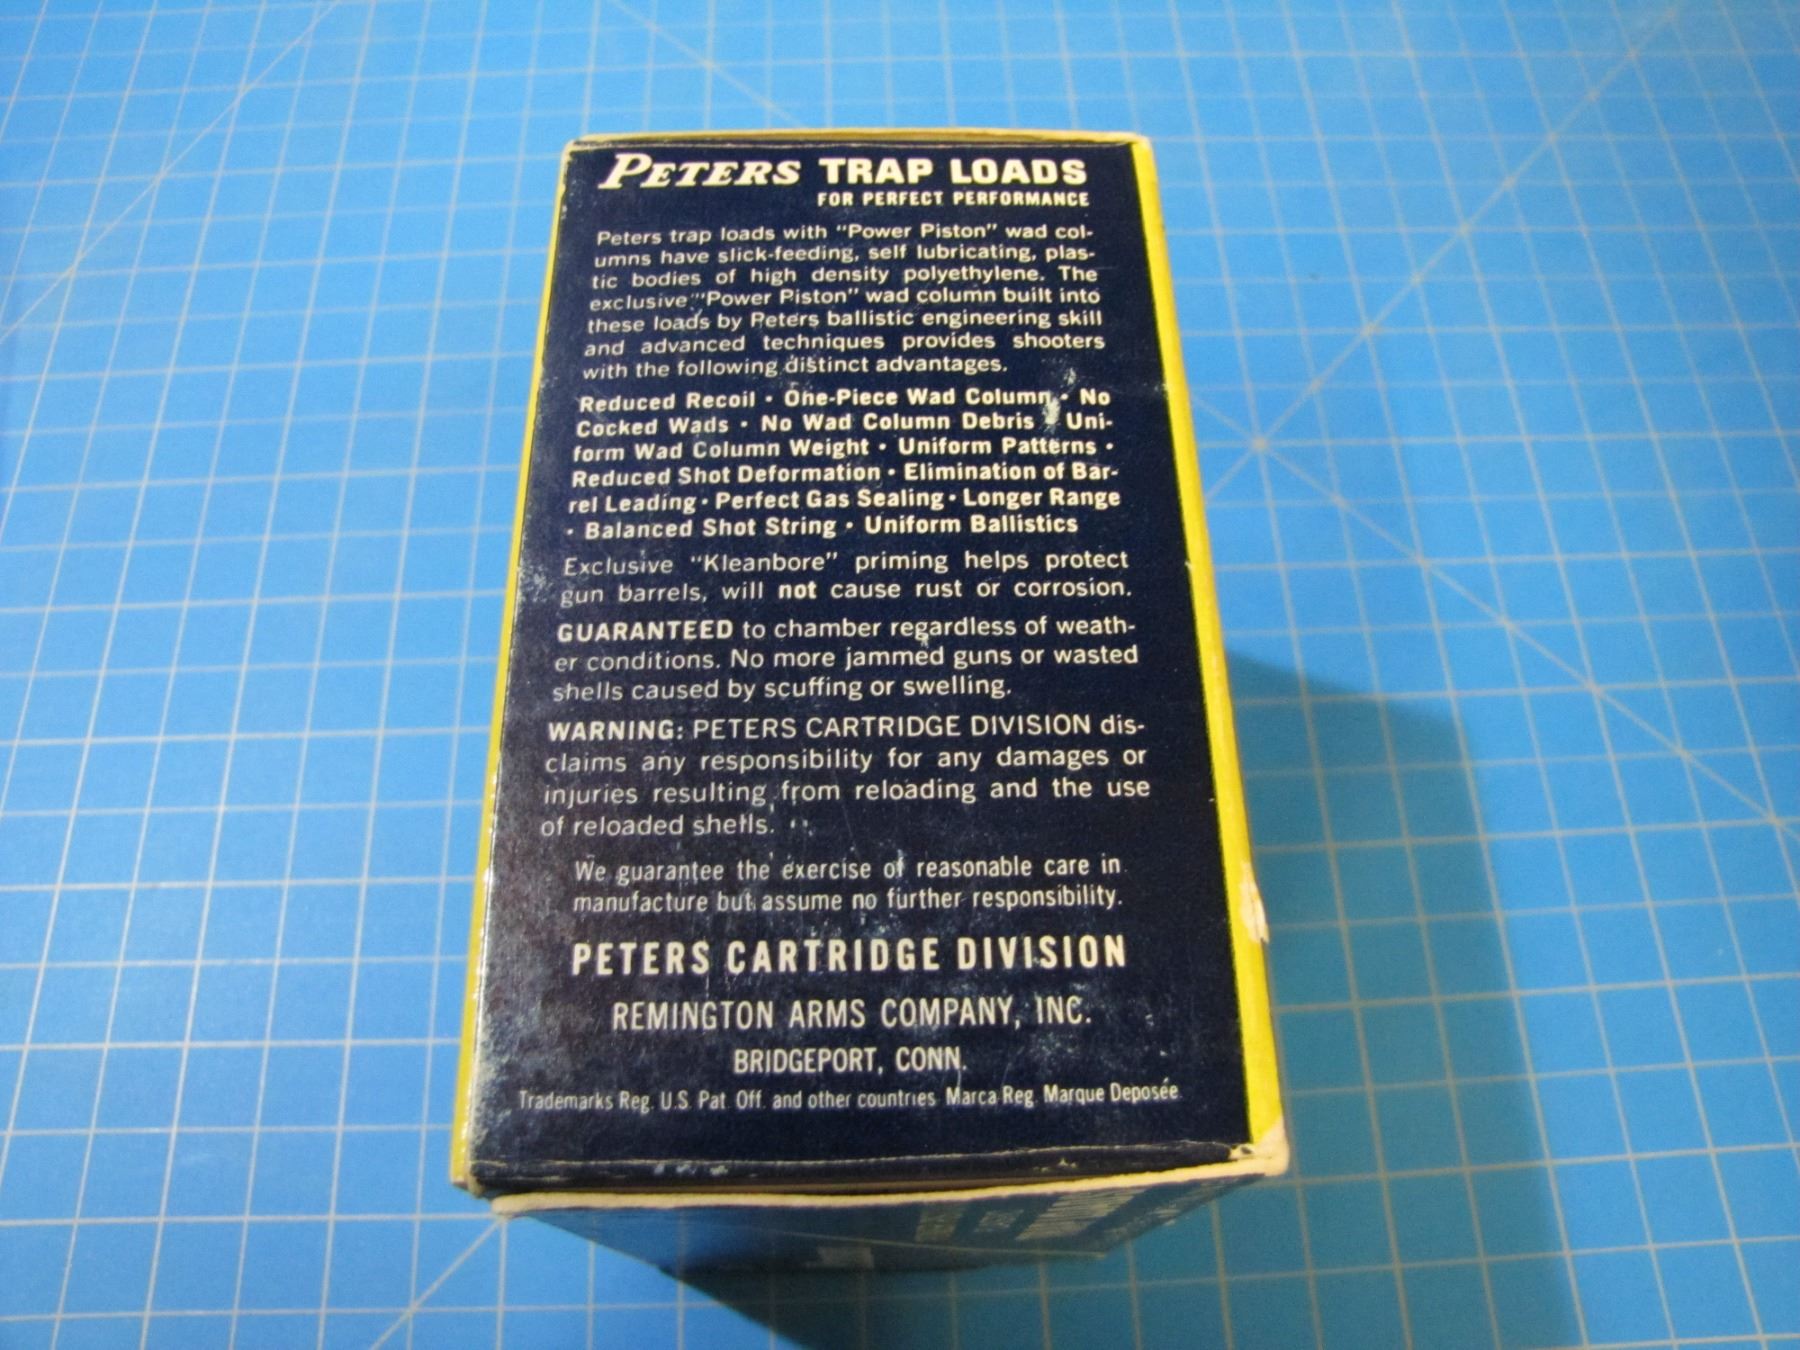 PETERS TRAP LOADS
FOR PERFECT PERFORMANCE
Peters trap loads with "Power Piston" wad col-
umns have slick-feeding, self lubricating, plas-
tic bodies of high density polyethylene. The
exclusive "Power Piston" wad column built into
these loads by Peters ballistic engineering skill
and advanced techniques provides shooters
with the following distinct advantages.
Reduced Recoil · One-Piece Wad Column · No
Cocked Wads · No Wad Column Debris · Uni-
form Wad Column Weight · Uniform Patterns ·
Reduced Shot Deformation · Elimination of Bar-
rel Leading · Perfect Gas Sealing · Longer Range
· Balanced Shot String · Uniform Ballistics
Exclusive "Kleanbore" priming helps protect
gun barrels, will not cause rust or corrosion.
GUARANTEED to chamber regardless of weath-
er conditions. No more jammed guns or wasted
shells caused by scuffing or swelling.
WARNING: PETERS CARTRIDGE DIVISION dis-
claims any responsibility for any damages or
injuries resulting from reloading and the use
of reloaded shells.
We guarantee the exercise of reasonable care in
manufacture but assume no further responsibility.
PETERS CARTRIDGE DIVISION
REMINGTON ARMS COMPANY, INC.
BRIDGEPORT, CONN.
Trademarks Reg. U.S. Pat. Off. and other countries Marca Reg. Marque Deposée